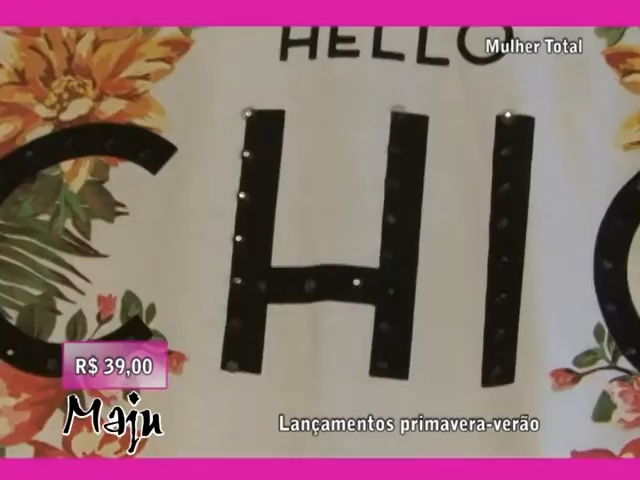 HELLO
Mulher Total
CHIC
R$ 39,00
Maju
Lançamentos primavera-verão